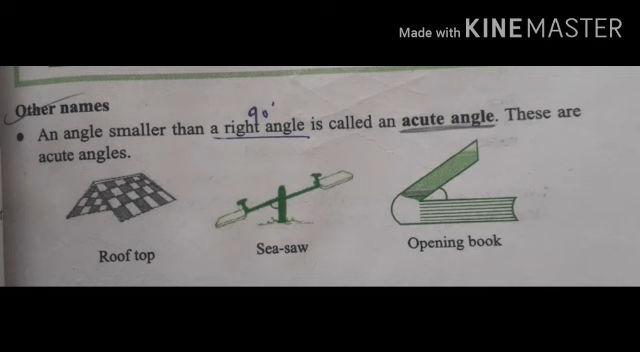 Made with KINEMASTER
Other names
90°
• An angle smaller than a right angle is called an acute angle. These are
acute angles.
Roof top
Sea-saw
Opening book